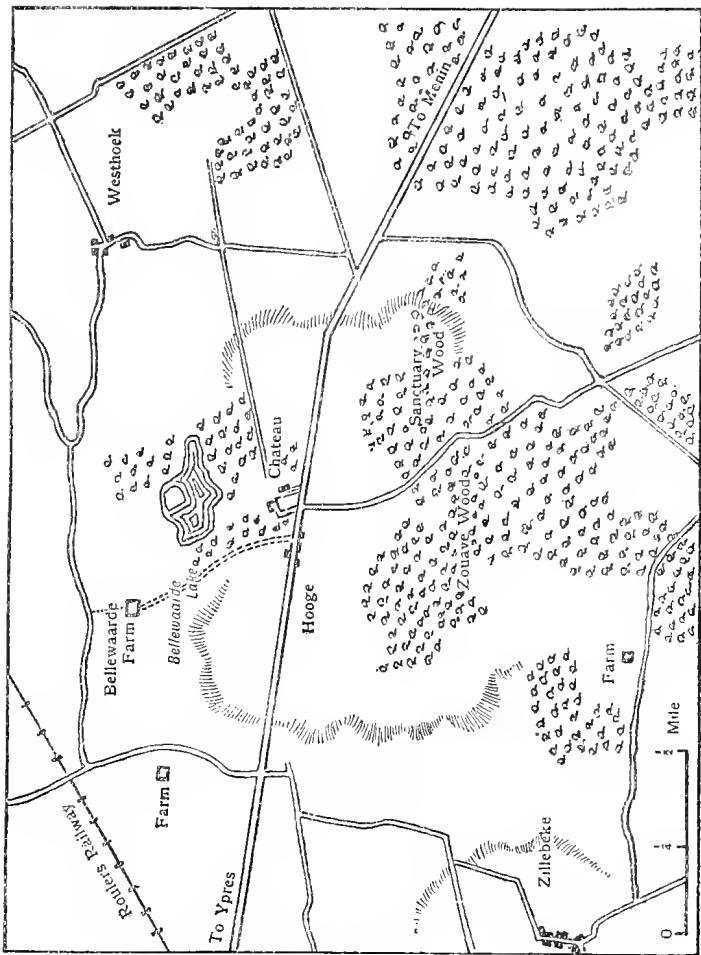 Roulers Railway
To Ypres
Farm
Bellewaarde
Farm
Bellewaarde
Lake
Hooge
Chateau
Westhoek
To Menin
Sanctuary
Wood
Zouave Wood
Farm
Zillebeke
0 1/4 1/2 Mile